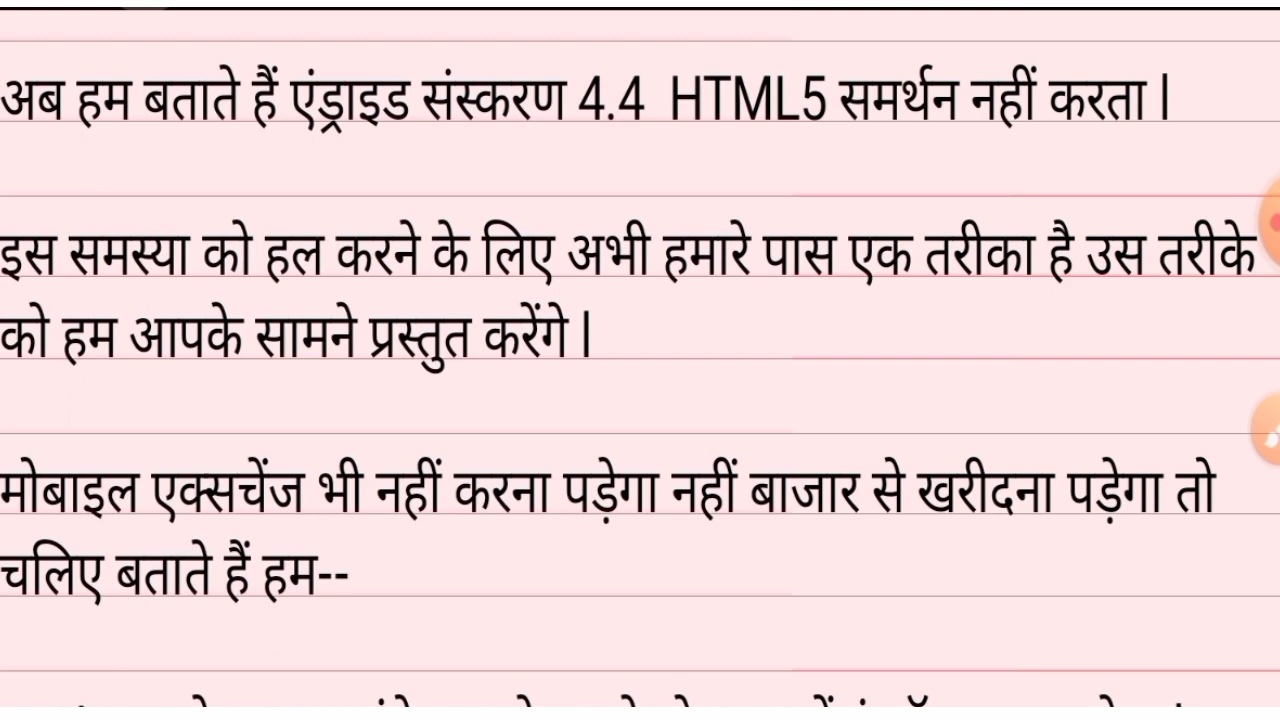 अब हम बताते हैं एंड्राइड संस्करण 4.4 HTML5 समर्थन नहीं करता |
इस समस्या को हल करने के लिए अभी हमारे पास एक तरीका है उस तरीके
को हम आपके सामने प्रस्तुत करेंगे |
मोबाइल एक्सचेंज भी नहीं करना पड़ेगा नहीं बाजार से खरीदना पड़ेगा तो
चलिए बताते हैं हम--